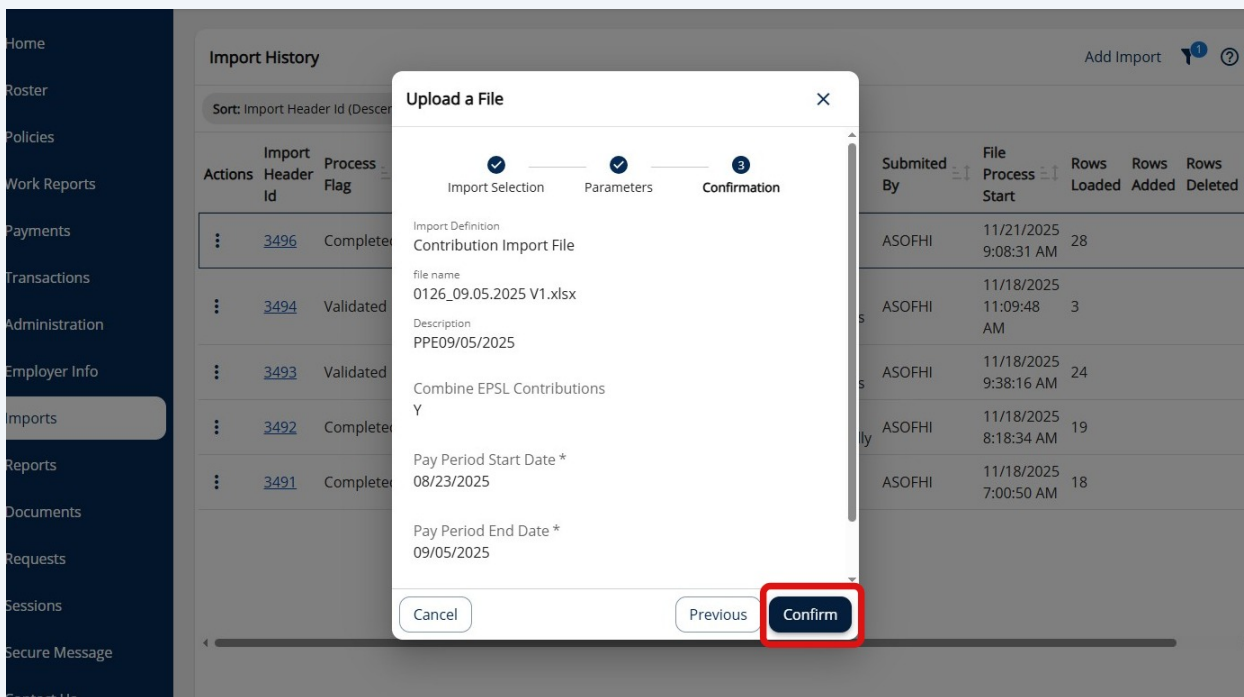 Home
Roster
Policies
Work Reports
Payments
Transactions
Administration
Employer Info
Imports
Reports
Documents
Requests
Sessions
Secure Message
Import History
Add Import
1
Sort: Import Header Id (Descen
Actions
Import Header Id
Process Flag
Submited By
File Process Start
Rows Loaded
Rows Added
Rows Deleted
3496 Completed ASOFHI 11/21/2025 9:08:31 AM 28
3494 Validated s ASOFHI 11/18/2025 11:09:48 AM 3
3493 Validated s ASOFHI 11/18/2025 9:38:16 AM 24
3492 Completed lly ASOFHI 11/18/2025 8:18:34 AM 19
3491 Completed ASOFHI 11/18/2025 7:00:50 AM 18
Upload a File
Import Selection
Parameters
3
Confirmation
Import Definition
Contribution Import File
file name
0126_09.05.2025 V1.xlsx
Description
PPE09/05/2025
Combine EPSL Contributions
Y
Pay Period Start Date *
08/23/2025
Pay Period End Date *
09/05/2025
Cancel
Previous
Confirm